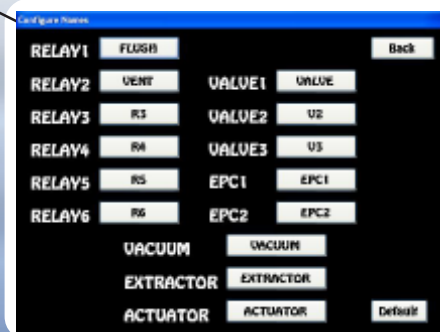 Configure Names
RELAY1 FLUSH Back
RELAY2 VENT VALVE1 VALVE
RELAY3 R3 VALVE2 V2
RELAY4 R4 VALVE3 V3
RELAY5 R5 EPC1 EPC1
RELAY6 R6 EPC2 EPC2
VACUUM VACUUM
EXTRACTOR EXTRACTOR
ACTUATOR ACTUATOR Default